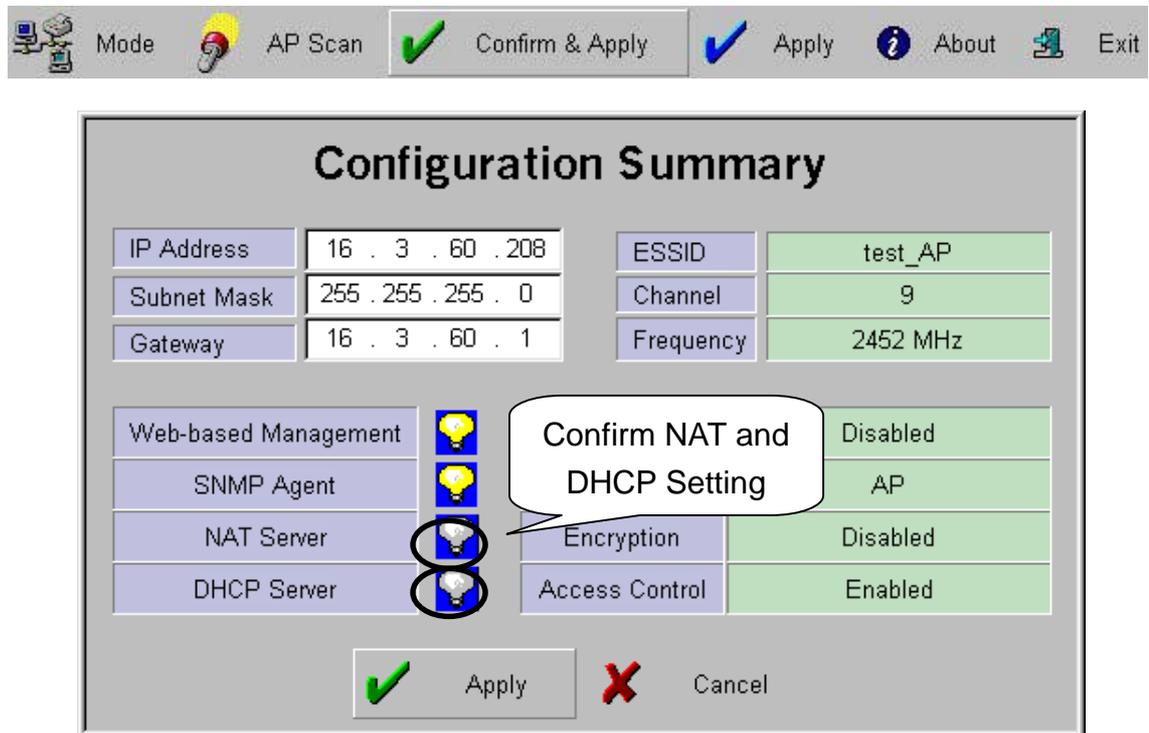 Mode AP Scan Confirm & Apply Apply About Exit
Configuration Summary
IP Address 16 . 3 . 60 . 208 ESSID test_AP
Subnet Mask 255 . 255 . 255 . 0 Channel 9
Gateway 16 . 3 . 60 . 1 Frequency 2452 MHz
Web-based Management Confirm NAT and Disabled
SNMP Agent DHCP Setting AP
NAT Server Encryption Disabled
DHCP Server Access Control Enabled
Apply Cancel